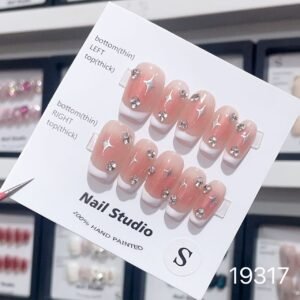 bottom(thin)
LEFT
top(thick)
bottom(thin)
RIGHT
top(thick)
Nail Studio
100% HAND PAINTED
S
19317